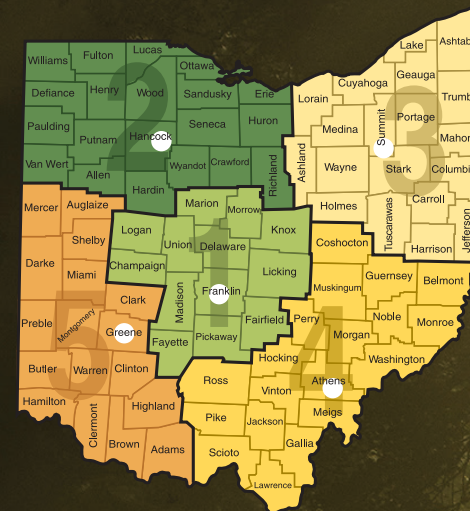 Lake
Ashtab
Williams
Fulton
Lucas
Ottawa
Cuyahoga
Geauga
Defiance
Henry
Wood
Sandusky
Erie
Lorain
Trumb
Paulding
Putnam
Hancock
Seneca
Huron
Medina
Summit
Portage
Mahor
Van Wert
Allen
Wyandot
Crawford
Richland
Ashland
Wayne
Stark
Columbi
Hardin
Marion
Morrow
Holmes
Tuscarawas
Carroll
Jefferson
Harrison
2
3
Mercer
Auglaize
Logan
Union
Delaware
Knox
Coshocton
Shelby
Darke
Miami
Champaign
Madison
Franklin
Licking
Muskingum
Guernsey
Belmont
Clark
Preble
Montgomery
Greene
Fayette
Pickaway
Fairfield
Perry
Morgan
Noble
Monroe
1
Butler
Warren
Clinton
Hocking
Athens
Washington
Hamilton
Clermont
Highland
Ross
Vinton
Meigs
Brown
Adams
Pike
Jackson
Gallia
Scioto
Lawrence
5
4